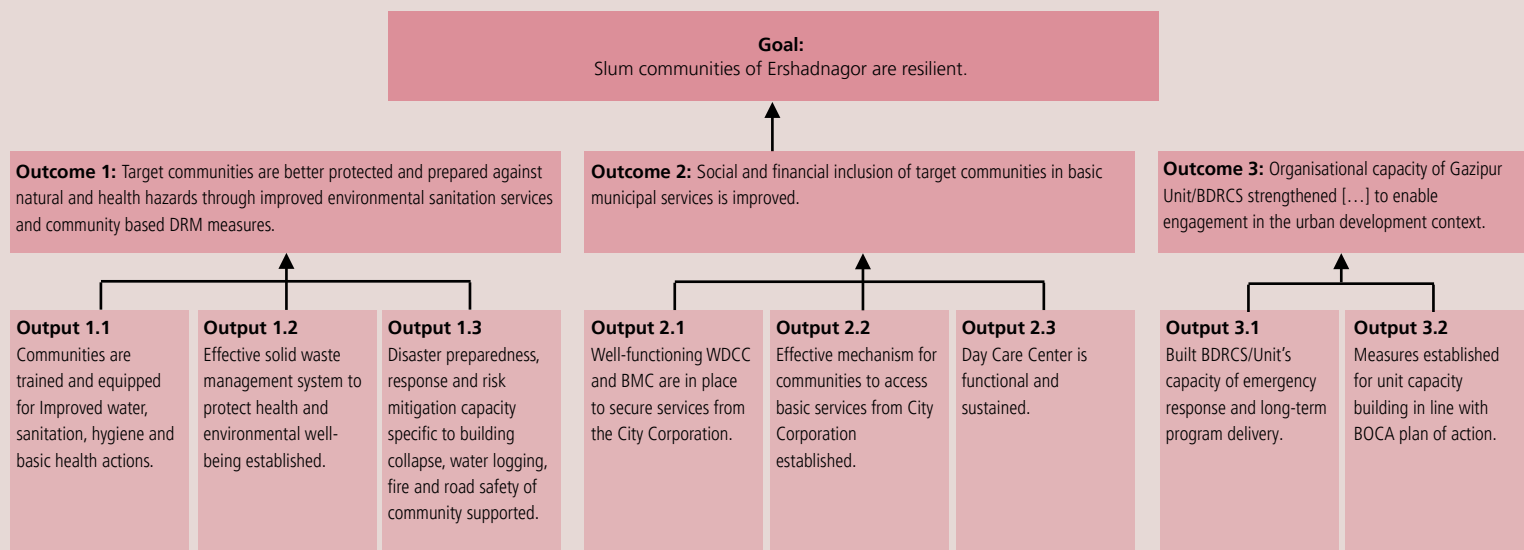 Goal:
Slum communities of Ershadnagor are resilient.
Outcome 1: Target communities are better protected and prepared against
natural and health hazards through improved environmental sanitation services
and community based DRM measures.
Outcome 2: Social and financial inclusion of target communities in basic
municipal services is improved.
Outcome 3: Organisational capacity of Gazipur
Unit/BDRCS strengthened […] to enable
engagement in the urban development context.
Output 1.1
Communities are
trained and equipped
for Improved water,
sanitation, hygiene and
basic health actions.
Output 1.2
Effective solid waste
management system to
protect health and
environmental well-
being established.
Output 1.3
Disaster preparedness,
response and risk
mitigation capacity
specific to building
collapse, water logging,
fire and road safety of
community supported.
Output 2.1
Well-functioning WDCC
and BMC are in place
to secure services from
the City Corporation.
Output 2.2
Effective mechanism for
communities to access
basic services from City
Corporation
established.
Output 2.3
Day Care Center is
functional and
sustained.
Output 3.1
Built BDRCS/Unit's
capacity of emergency
response and long-term
program delivery.
Output 3.2
Measures established
for unit capacity
building in line with
BOCA plan of action.